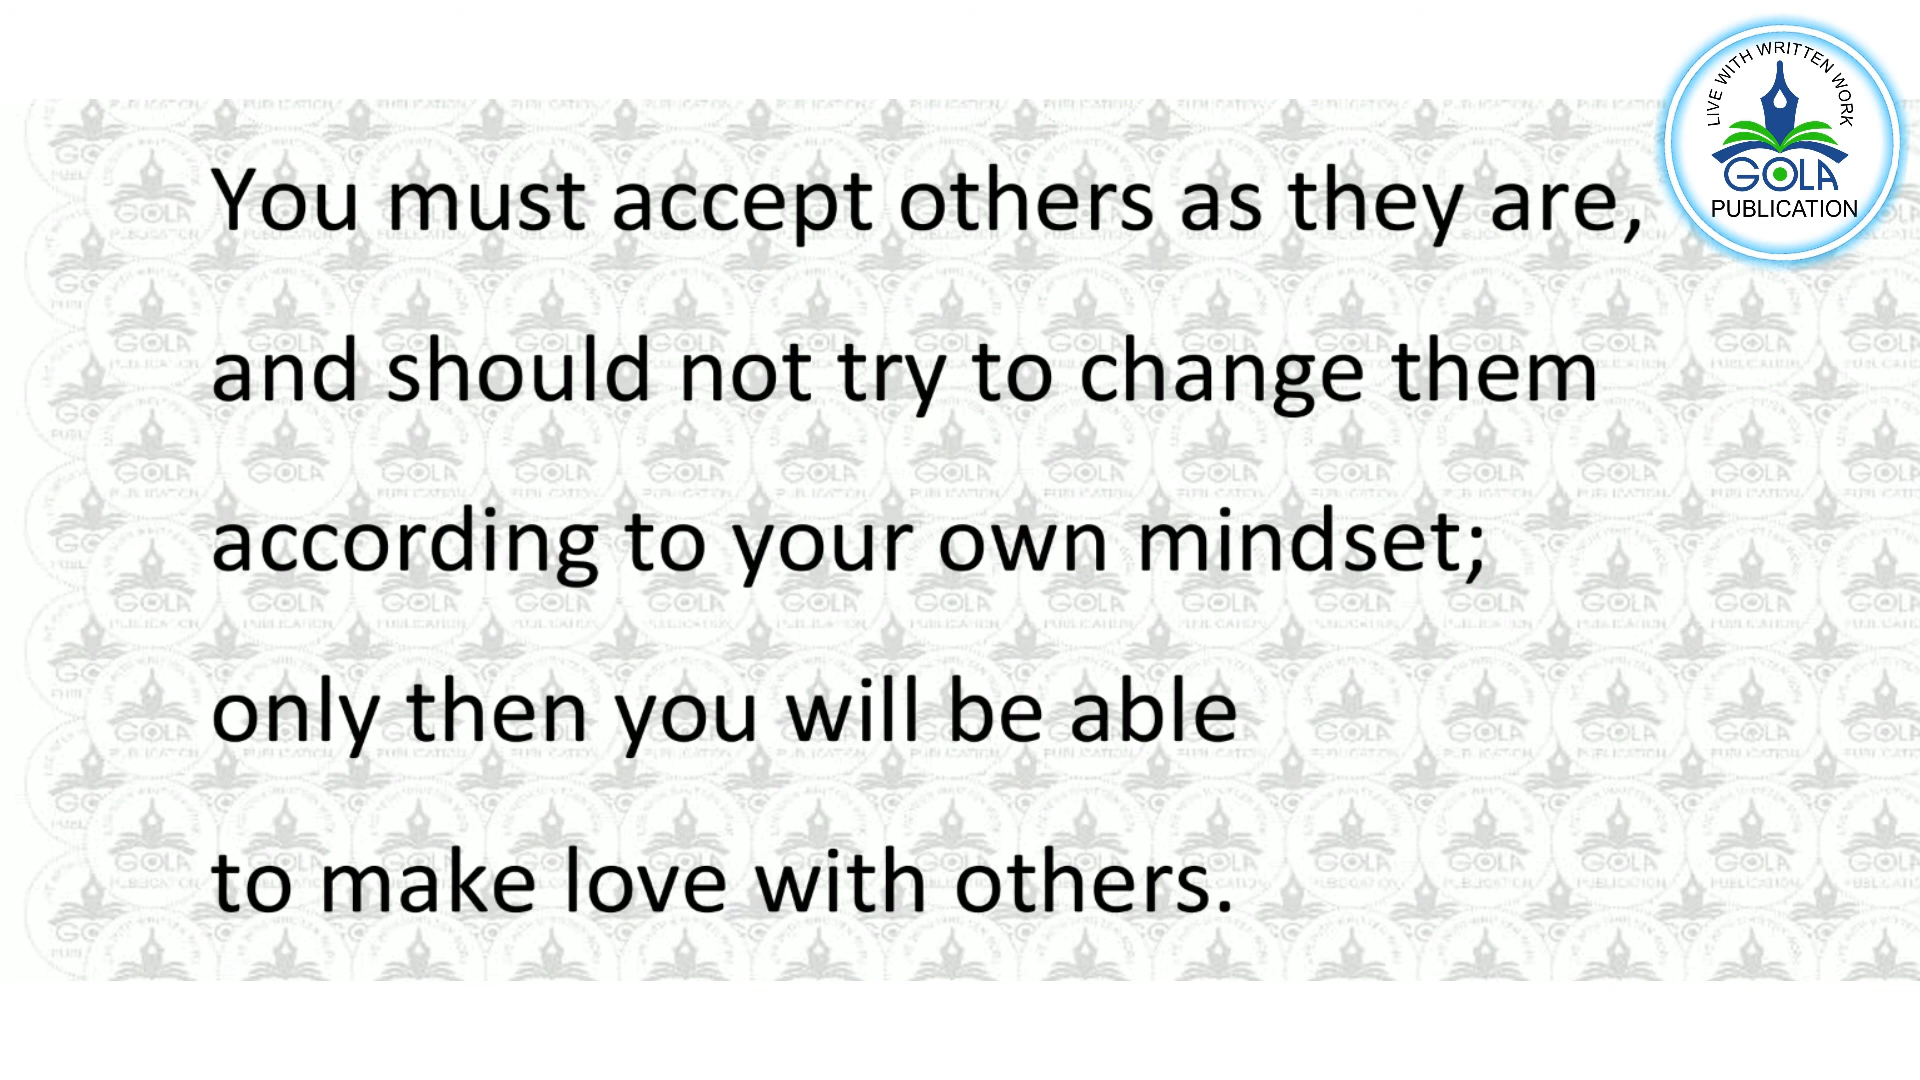 LIVE WITH WRITTEN WORK
GOLA
PUBLICATION
You must accept others as they are,
and should not try to change them
according to your own mindset;
only then you will be able
to make love with others.